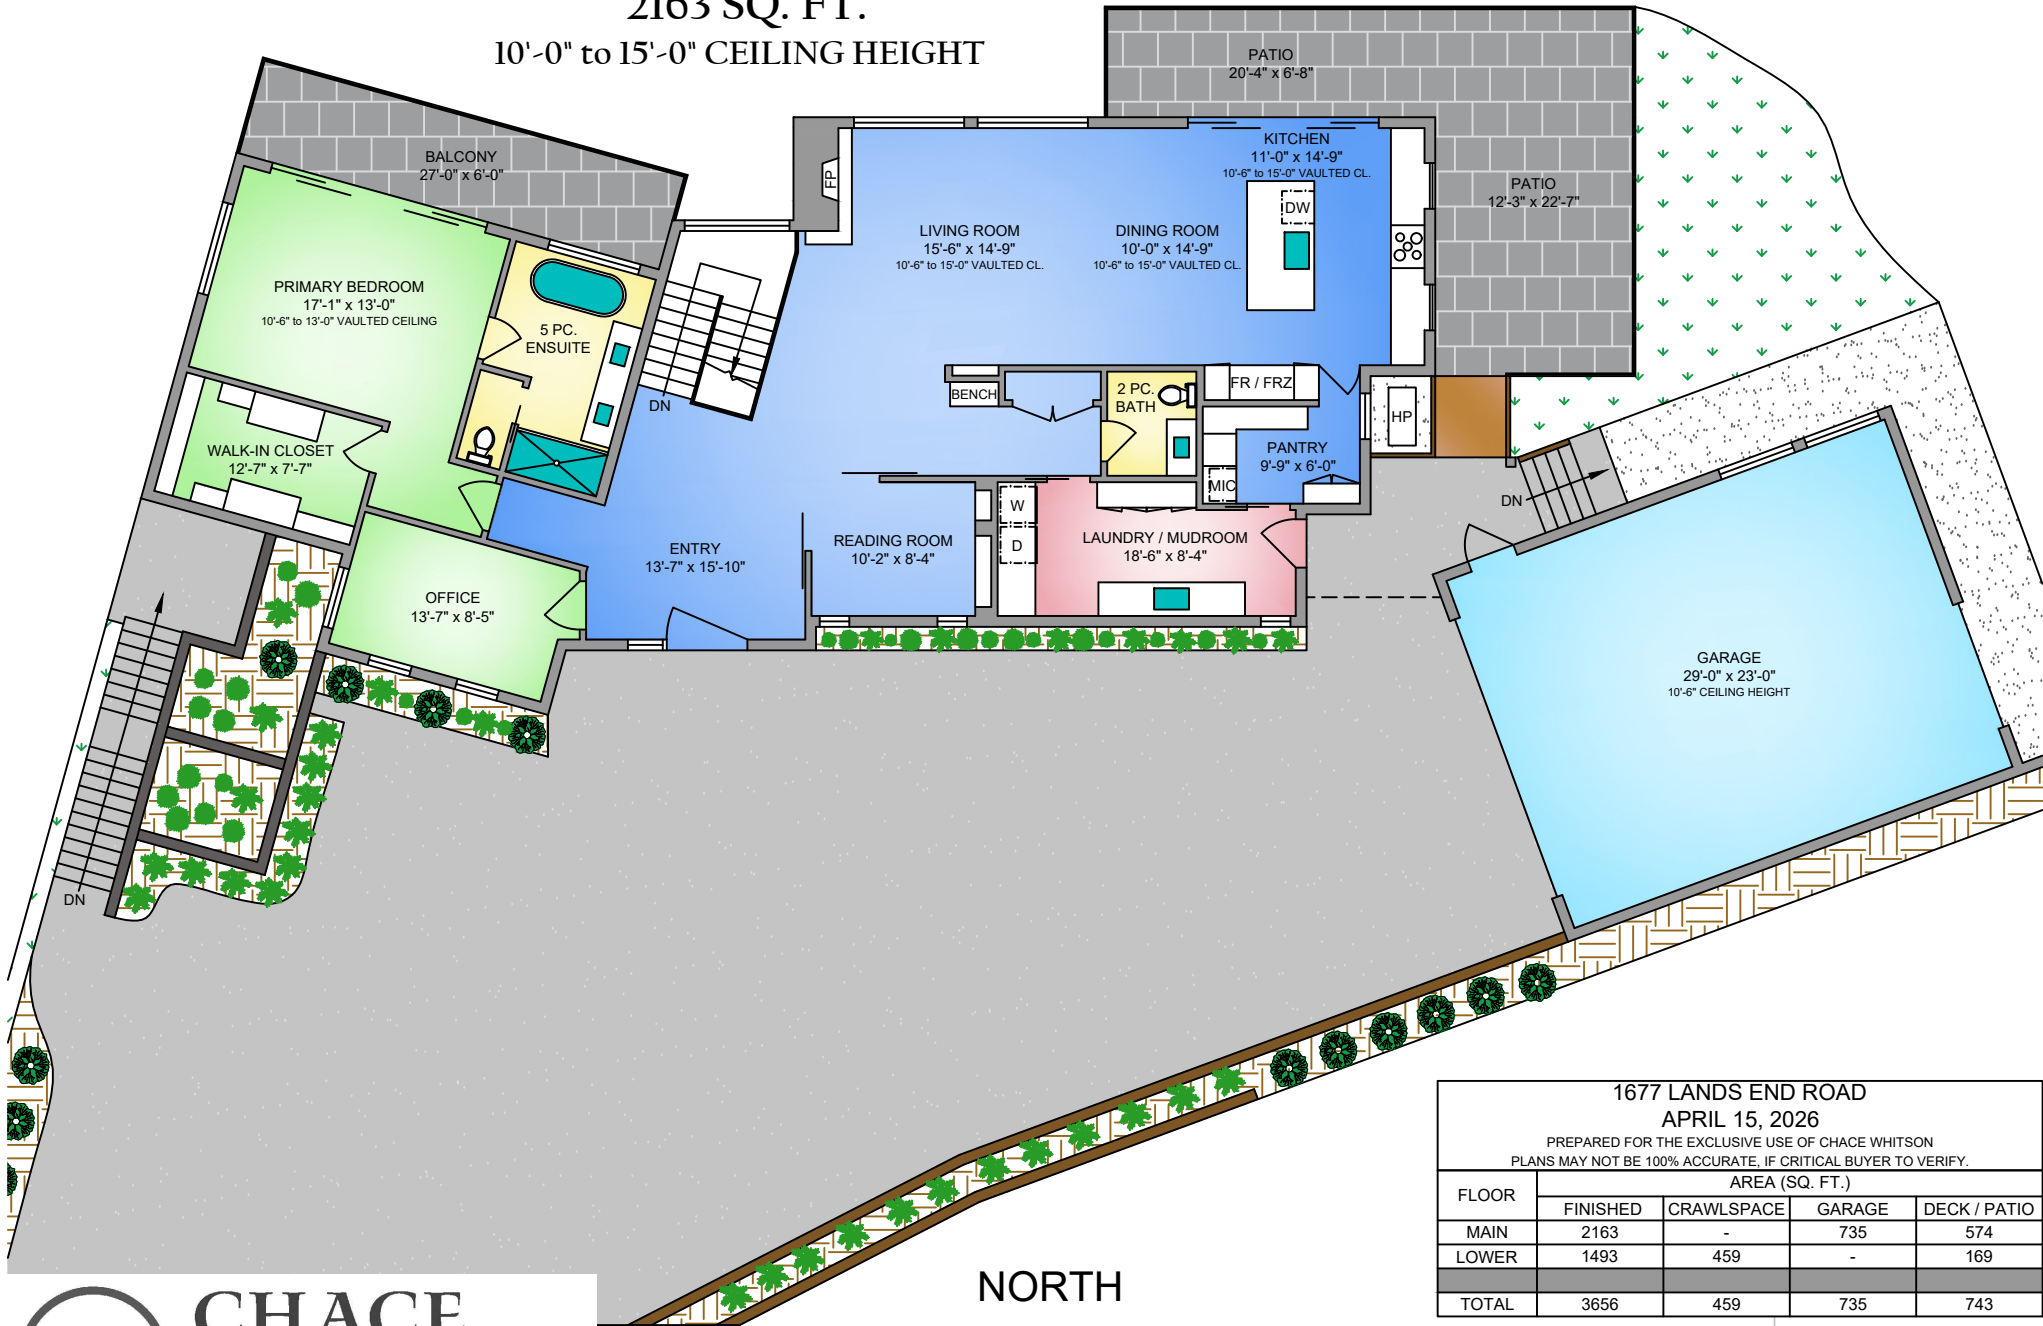 2163 SQ. FT.
10'-0" to 15'-0" CEILING HEIGHT
PATIO
20'-4" x 6'-8"
BALCONY
27'-0" x 6'-0"
FP
KITCHEN
11'-0" x 14'-9"
10'-6" to 15'-0" VAULTED CL.
DW
PATIO
12'-3" x 22'-7"
LIVING ROOM
15'-6" x 14'-9"
10'-6" to 15'-0" VAULTED CL.
DINING ROOM
10'-0" x 14'-9"
10'-6" to 15'-0" VAULTED CL.
PRIMARY BEDROOM
17'-1" x 13'-0"
10'-6" to 13'-0" VAULTED CEILING
5 PC.
ENSUITE
DN
BENCH
2 PC.
BATH
FR / FRZ
HP
WALK-IN CLOSET
12'-7" x 7'-7"
PANTRY
9'-9" x 6'-0"
MIC
DN
W
D
READING ROOM
10'-2" x 8'-4"
LAUNDRY / MUDROOM
18'-6" x 8'-4"
ENTRY
13'-7" x 15'-10"
OFFICE
13'-7" x 8'-5"
GARAGE
29'-0" x 23'-0"
10'-6" CEILING HEIGHT
DN
1677 LANDS END ROAD
APRIL 15, 2026
PREPARED FOR THE EXCLUSIVE USE OF CHACE WHITSON
PLANS MAY NOT BE 100% ACCURATE, IF CRITICAL BUYER TO VERIFY.
FLOOR AREA (SQ. FT.)
FINISHED CRAWLSPACE GARAGE DECK / PATIO
MAIN 2163 - 735 574
LOWER 1493 459 - 169
TOTAL 3656 459 735 743
NORTH
CHACE